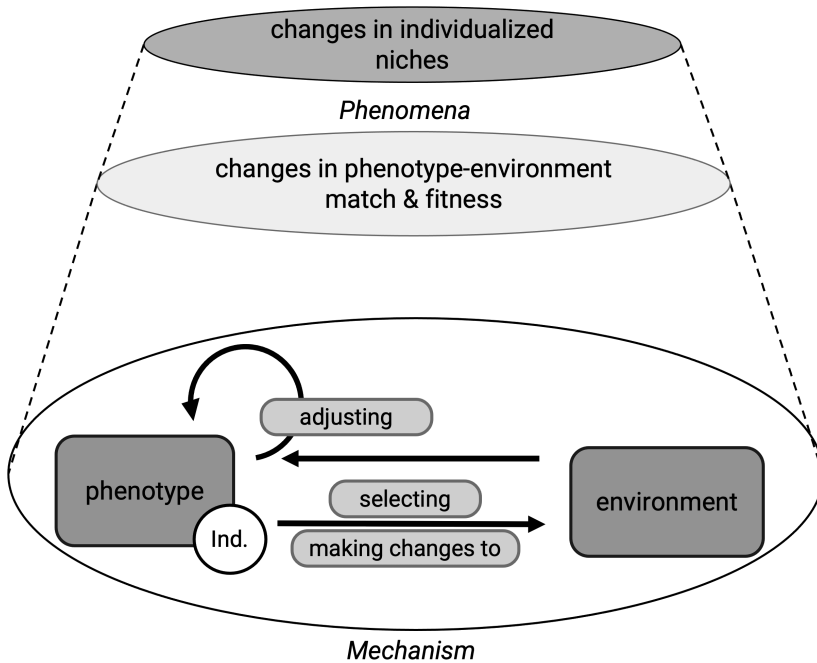 changes in individualized
niches
Phenomena
changes in phenotype-environment
match & fitness
adjusting
phenotype
selecting
environment
Ind.
making changes to
Mechanism